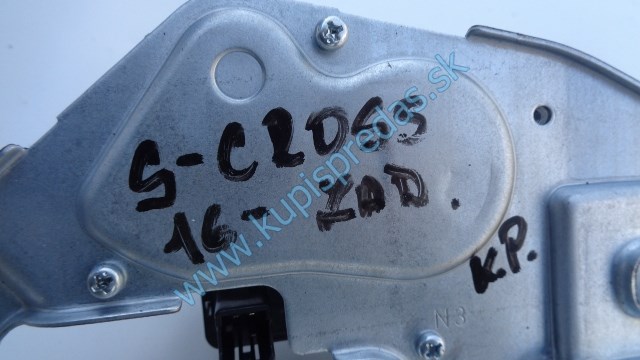 S-CROSS
16- ZAD.
K.P.
N3
www.kupispredas.sk